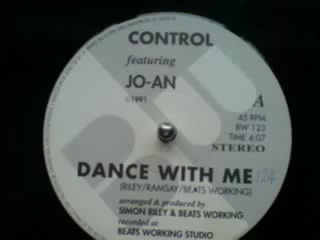 CONTROL
featuring
JO-AN
©1991
A
45 RPM
BW 123
TIME 4:07
STEREO
DANCE WITH ME 124
(RILEY/RAMSAY/BEATS WORKING)
arranged & produced by
SIMON RILEY & BEATS WORKING
recorded at
BEATS WORKING STUDIO